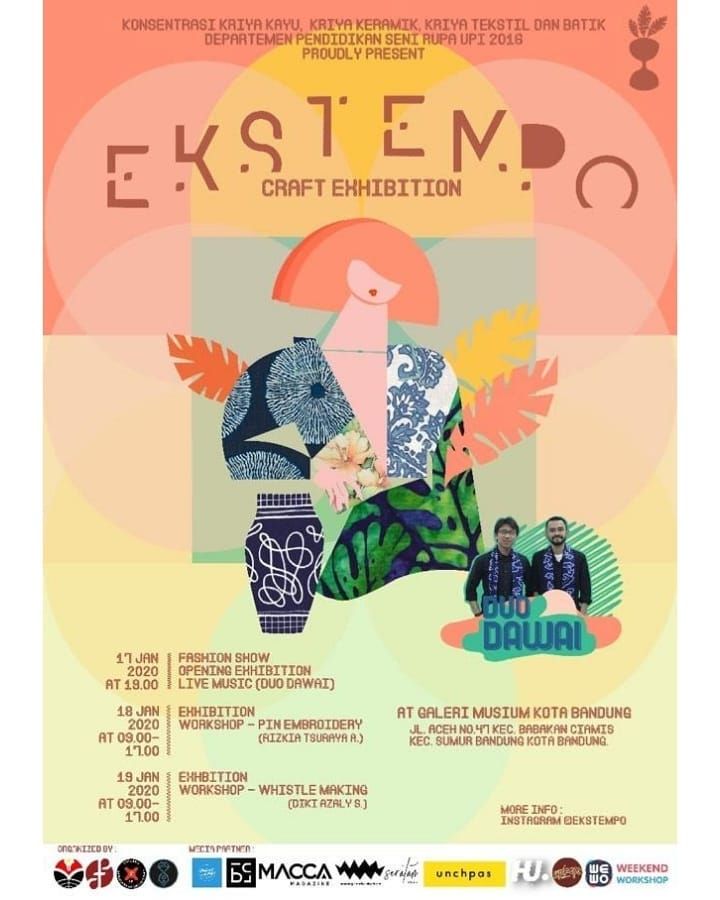 KONSENTRASI KRIYA KAYU, KRIYA KERAMIK, KRIYA TEKSTIL DAN BATIK
DEPARTEMEN PENDIDIKAN SENI RUPA UPI 2016
PROUDLY PRESENT
EKSTEMPO
CRAFT EXHIBITION
DUO
DAWAI
17 JAN
2020
AT 19.00
FASHION SHOW
OPENING EXHIBITION
LIVE MUSIC (DUO DAWAI)
18 JAN
2020
AT 09.00-
17.00
EXHIBITION
WORKSHOP - PIN EMBROIDERY
(RIZKIA TSURAYA A.)
19 JAN
2020
AT 09.00-
17.00
EXHBITION
WORKSHOP - WHISTLE MAKING
(DIKI AZALY S.)
AT GALERI MUSIUM KOTA BANDUNG
JL. ACEH NO.47 KEC. BABAKAN CIAMIS
KEC. SUMUR BANDUNG KOTA BANDUNG.
MORE INFO :
INSTAGRAM @EKSTEMPO
ORGANIZED BY :
MEDIA PARTNER :
MACCA
MAGAZINE
unchpas
HU.
WEWO
WEEKEND
WORKSHOP